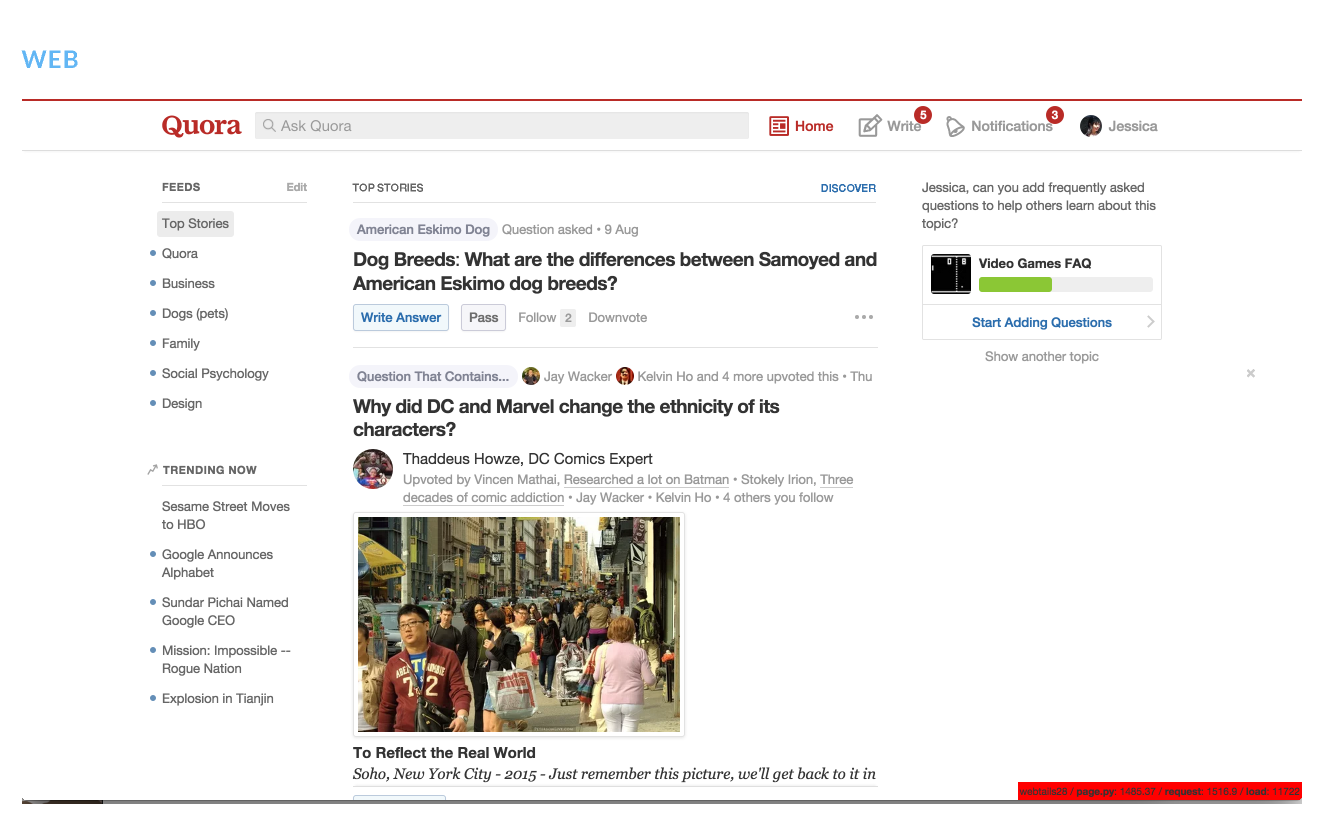 WEB
Quora
Ask Quora
Home
Write
5
Notifications
3
Jessica
FEEDS
Edit
Top Stories
Quora
Business
Dogs (pets)
Family
Social Psychology
Design
TRENDING NOW
Sesame Street Moves
to HBO
Google Announces
Alphabet
Sundar Pichai Named
Google CEO
Mission: Impossible --
Rogue Nation
Explosion in Tianjin
TOP STORIES
DISCOVER
American Eskimo Dog Question asked • 9 Aug
Dog Breeds: What are the differences between Samoyed and
American Eskimo dog breeds?
Write Answer
Pass
Follow 2
Downvote
Question That Contains... Jay Wacker Kelvin Ho and 4 more upvoted this • Thu
Why did DC and Marvel change the ethnicity of its
characters?
Thaddeus Howze, DC Comics Expert
Upvoted by Vincen Mathai, Researched a lot on Batman • Stokely Irion, Three
decades of comic addiction • Jay Wacker • Kelvin Ho • 4 others you follow
SABRETT
To Reflect the Real World
Soho, New York City - 2015 - Just remember this picture, we'll get back to it in
Jessica, can you add frequently asked
questions to help others learn about this
topic?
Video Games FAQ
Start Adding Questions
Show another topic
page.py: 1485.37 / request: 1516.9 / load: 11722